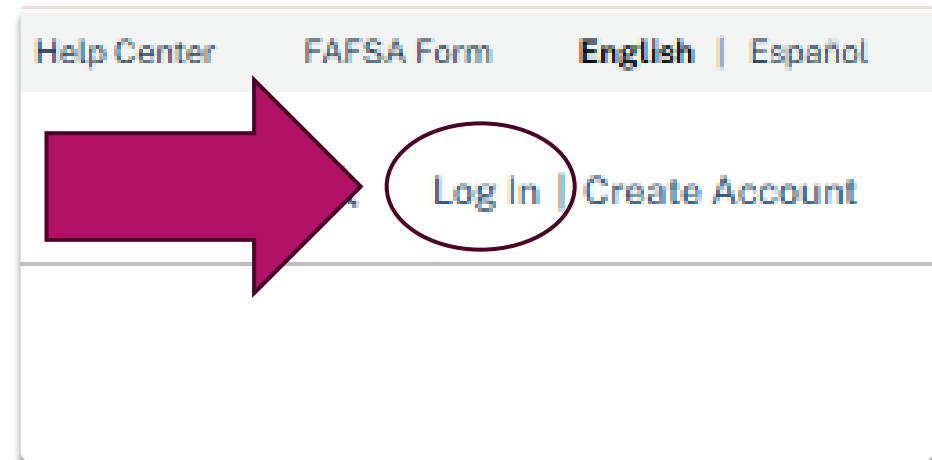 Help Center FAFSA Form English | Español
Log In | Create Account